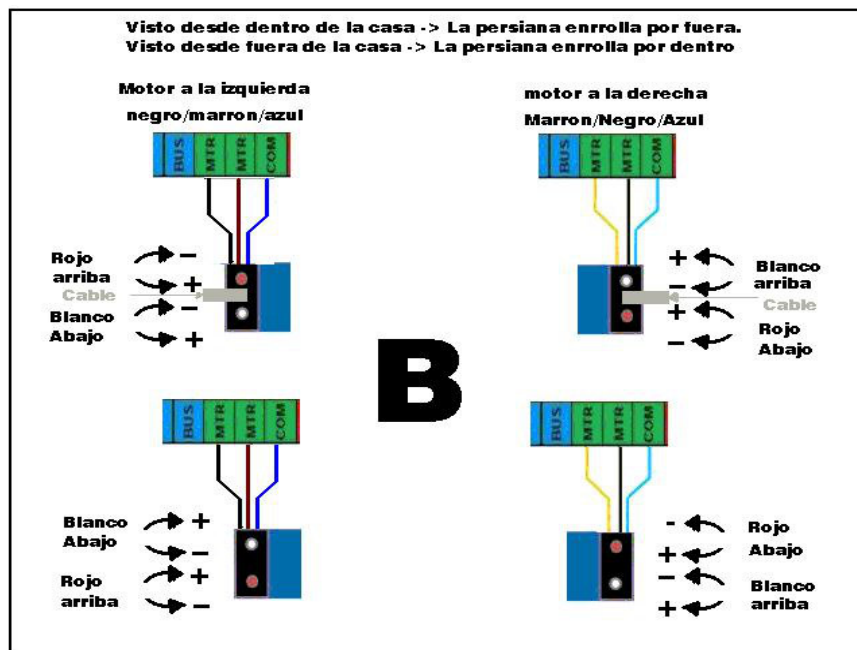 Visto desde dentro de la casa -> La persiana enrrolla por fuera.
Visto desde fuera de la casa -> La persiana enrrolla por dentro
Motor a la izquierda
negro/marron/azul
BUS MTR MTR COM
Rojo
arriba
Cable
Blanco
Abajo
-
+
-
+
motor a la derecha
Marron/Negro/Azul
BUS MTR MTR COM
+
-
+
-
Blanco
arriba
Cable
Rojo
Abajo
B
BUS MTR MTR COM
Blanco
Abajo
Rojo
arriba
+
-
+
-
BUS MTR MTR COM
-
+
-
+
Rojo
Abajo
Blanco
arriba